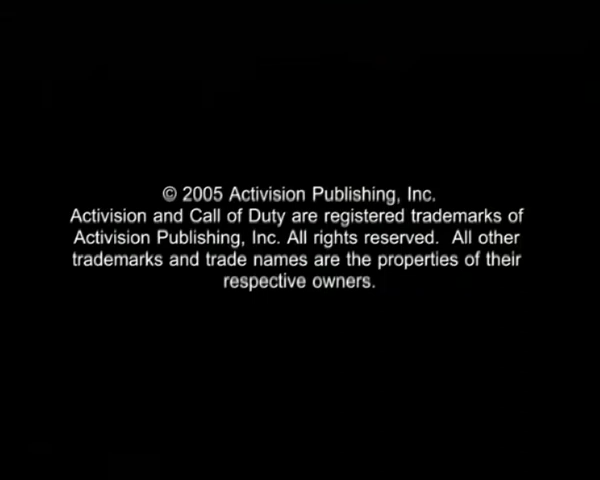 © 2005 Activision Publishing, Inc.
Activision and Call of Duty are registered trademarks of
Activision Publishing, Inc. All rights reserved.  All other
trademarks and trade names are the properties of their
respective owners.